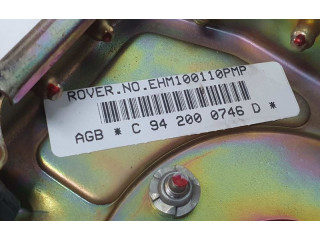 ROVER.NO.EHM100110PMP
AGB * C 94 200 0746 D *